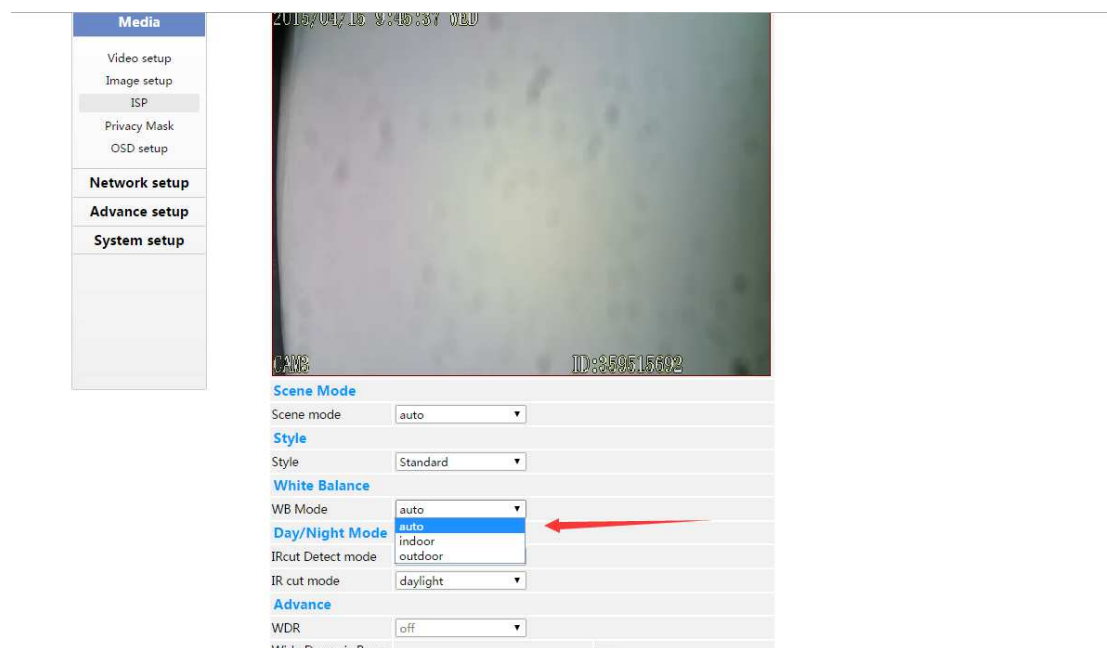 Media
Video setup
Image setup
ISP
Privacy Mask
OSD setup
Network setup
Advance setup
System setup
2015/04/15 9:45:37 WED
CAM3
ID:359515692
Scene Mode
Scene mode auto
Style
Style Standard
White Balance
WB Mode auto
auto
indoor
outdoor
Day/Night Mode
IRcut Detect mode
IR cut mode daylight
Advance
WDR off